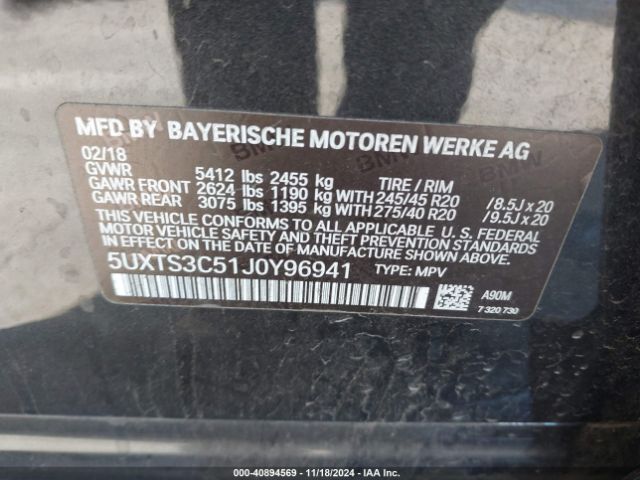 MFD BY BAYERISCHE MOTOREN WERKE AG
02/18
GVWR 5412 lbs 2455 kg TIRE / RIM
GAWR FRONT 2624 lbs 1190 kg WITH 245/45 R20 /8.5J x 20
GAWR REAR 3075 lbs 1395 kg WITH 275/40 R20 /9.5J x 20
THIS VEHICLE CONFORMS TO ALL APPLICABLE U. S. FEDERAL
MOTOR VEHICLE SAFETY, BUMPER, AND THEFT PREVENTION
STANDARDS IN EFFECT ON THE DATE OF MANUFACTURE SHOWN ABOVE.
5UXTS3C51J0Y96941 TYPE: MPV
A90M
7 320 730
000-40894569 - 11/18/2024 - IAA Inc.